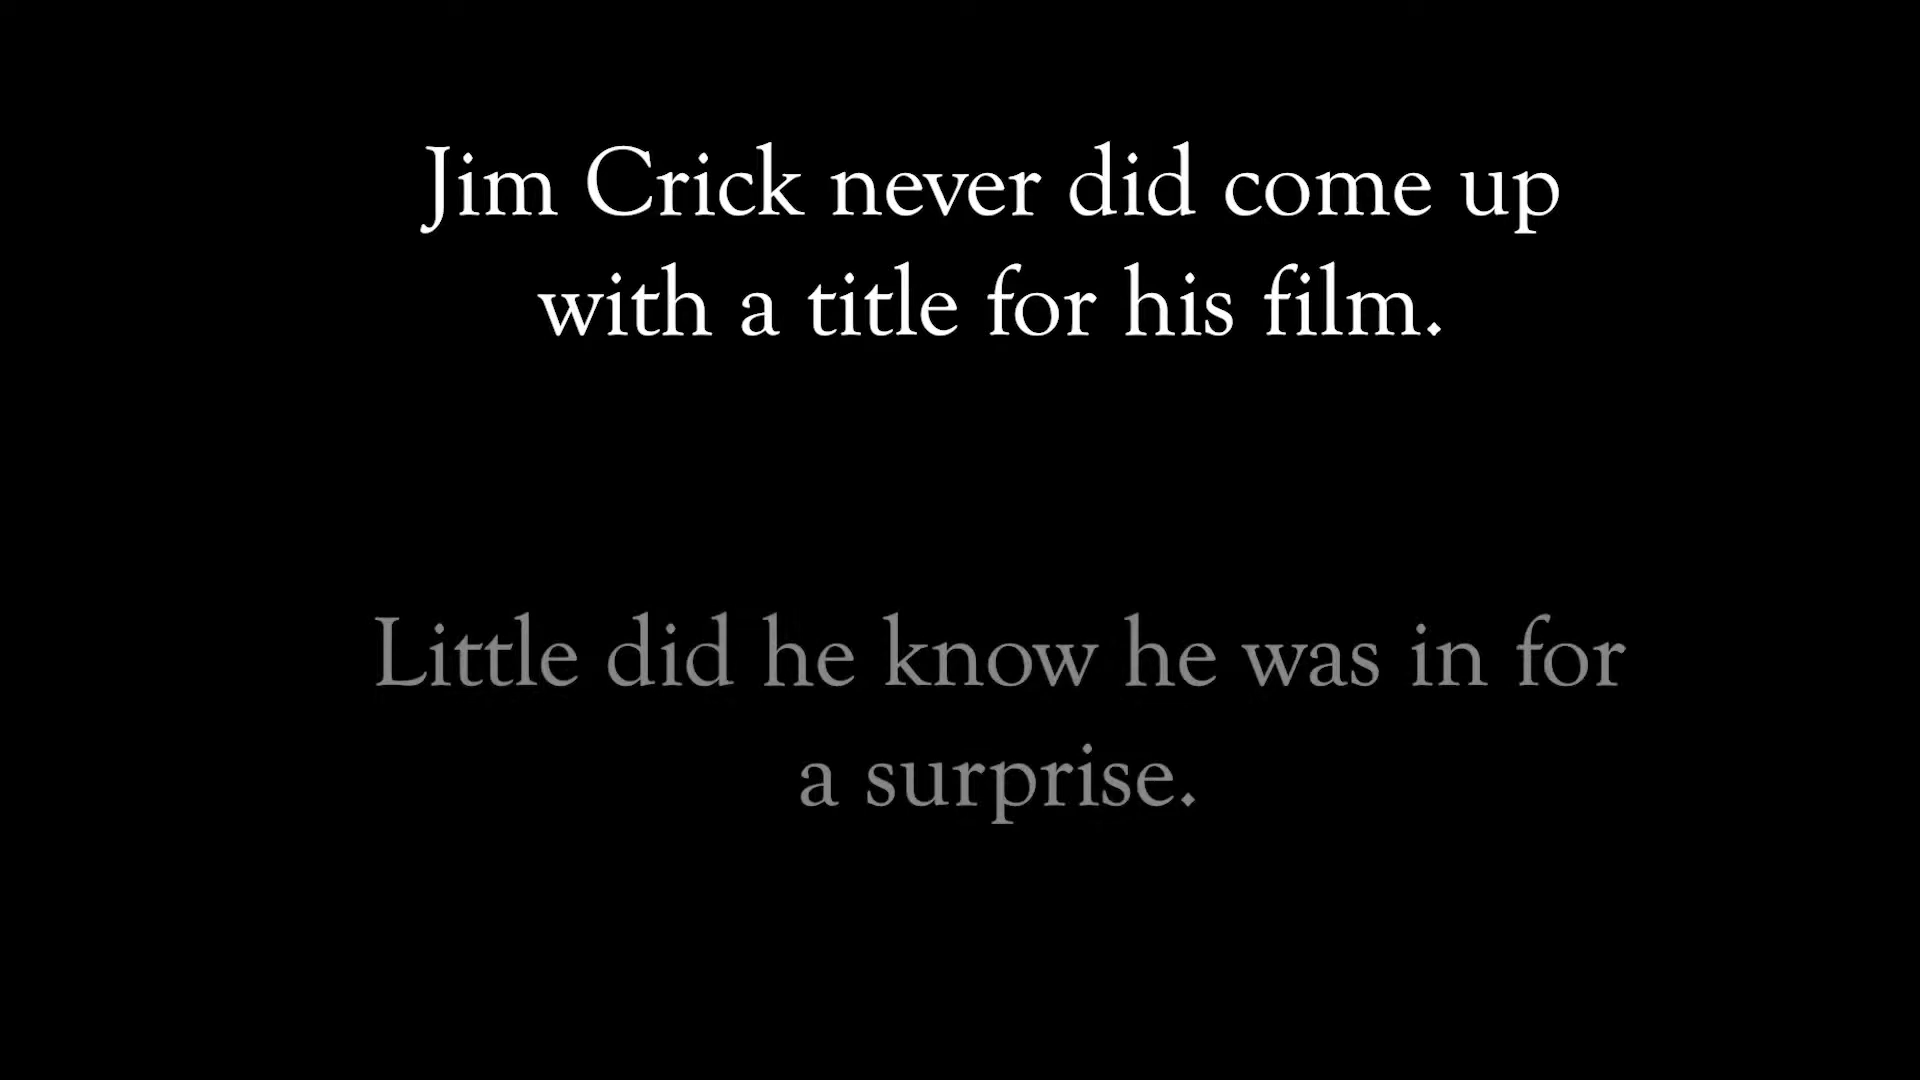 Jim Crick never did come up
with a title for his film.
Little did he know he was in for
a surprise.